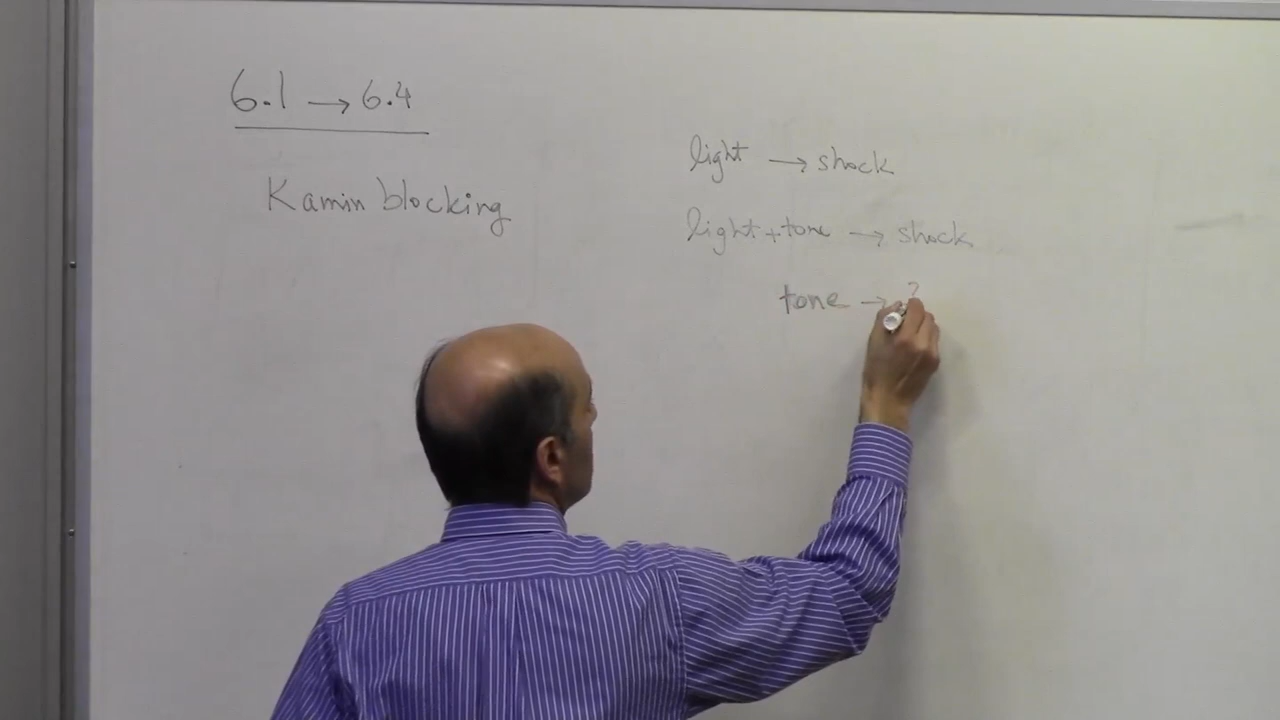 6.1 → 6.4
Kamin blocking
light → shock
light + tone → shock
tone → ?